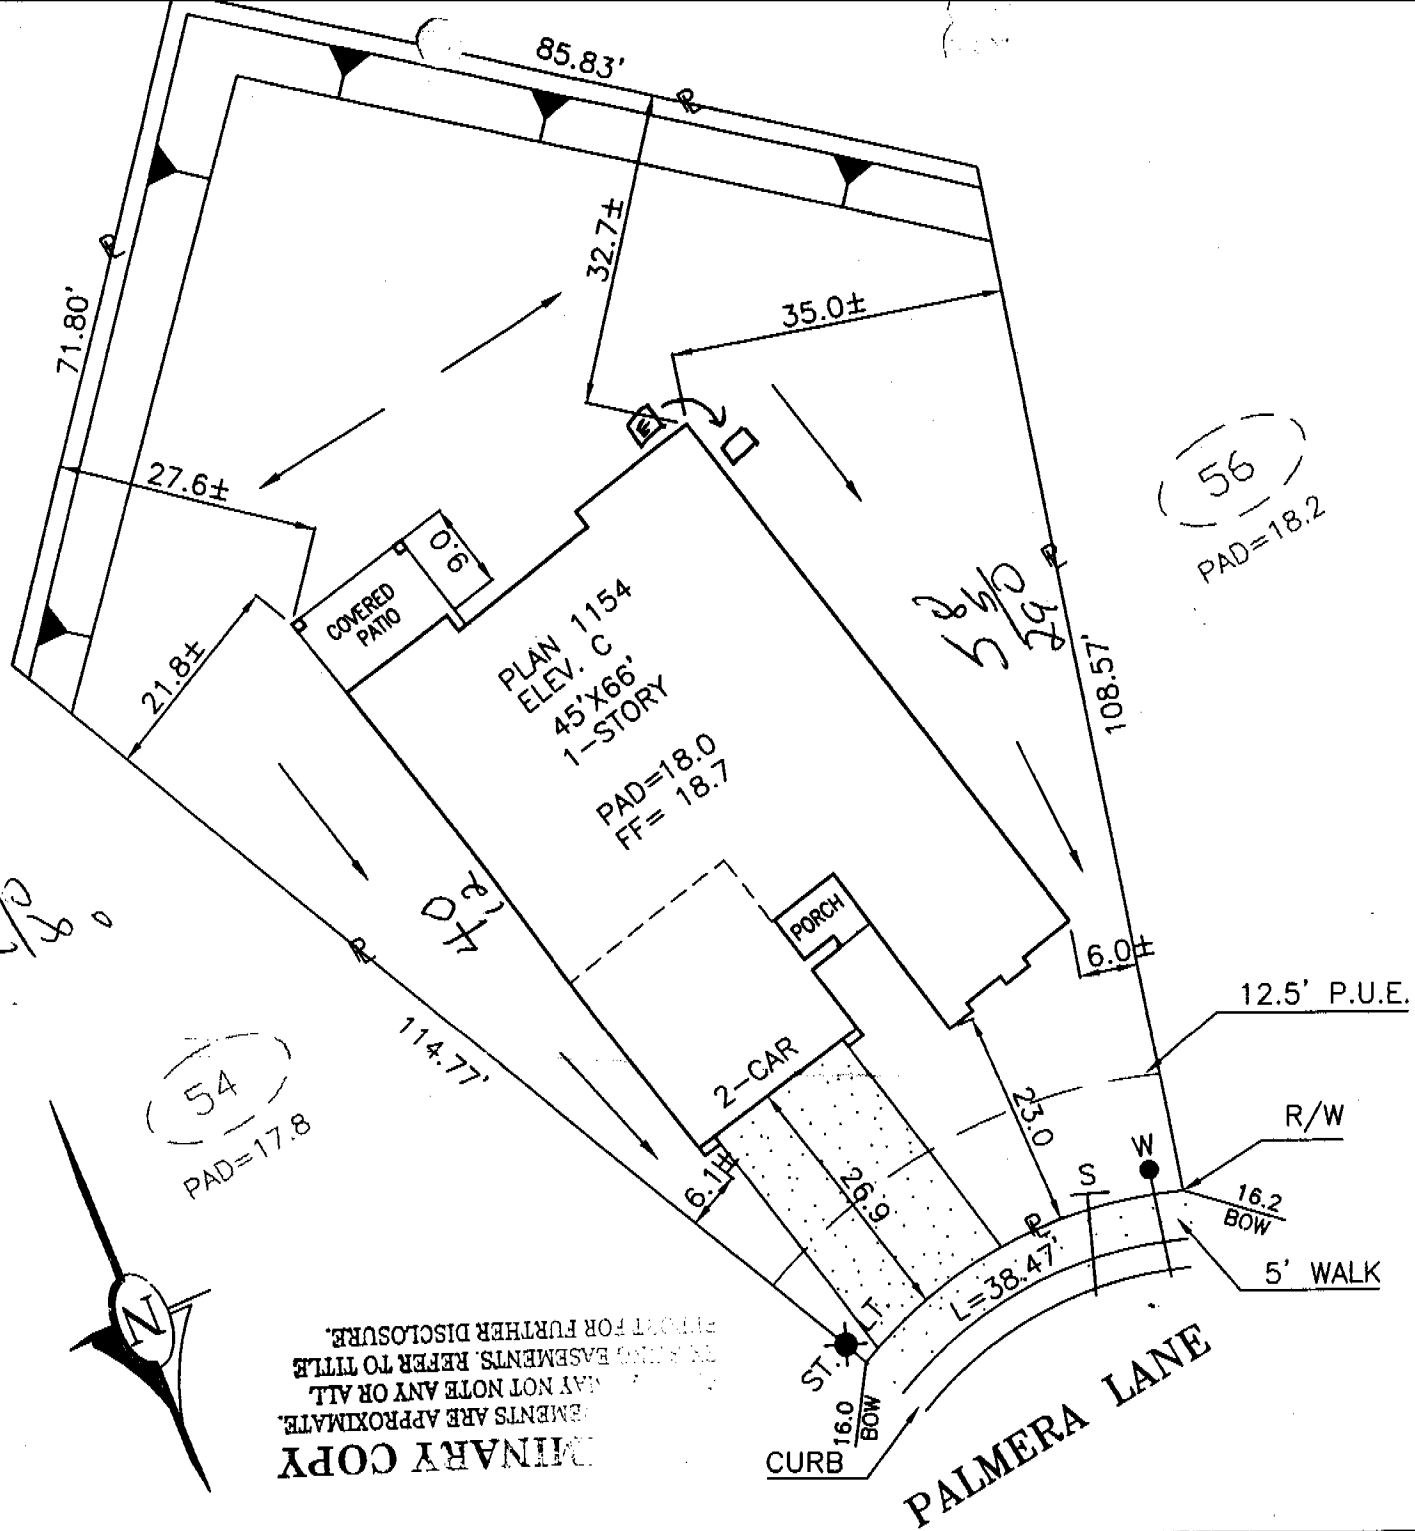 85.83'
32.7±
35.0±
71.80'
27.6±
56
PAD=18.2
9.0
COVERED
PATIO
21.8±
PLAN 1154
ELEV. C
45'X66'
1-STORY
PAD=18.0
FF= 18.7
108.57'
PORCH
6.0±
12.5' P.U.E.
114.77'
2-CAR
23.0
R/W
54
PAD=17.8
6.1±
26.9
S
W
16.2
BOW
L=38.47'
5' WALK
N
ST. LT.
16.0
BOW
CURB
PALMERA LANE
MINARY COPY
EMENTS ARE APPROXIMATE.
MAY NOT NOTE ANY OR ALL
EASEMENTS. REFER TO TITLE
FOR FURTHER DISCLOSURE.